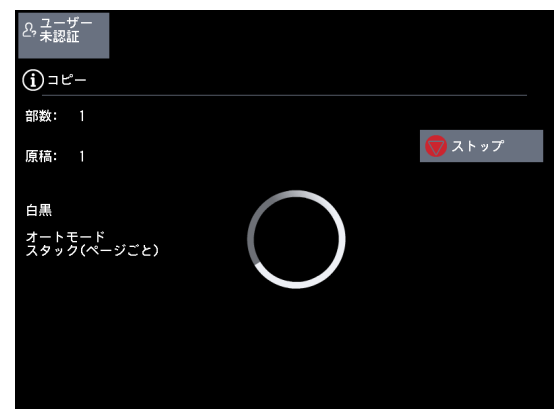 ユーザー
未認証
コピー
部数: 1
ストップ
原稿: 1
白黒
オートモード
スタック(ページごと)